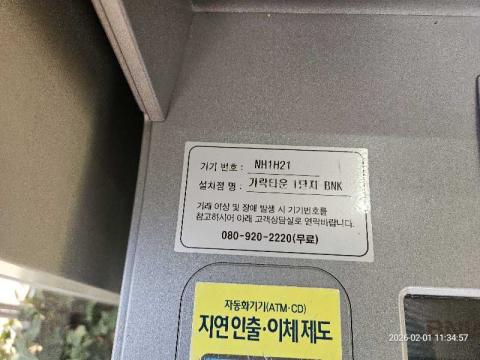 기기 번호 : NH1H21
설치점 명 : 가락타운 1단지 BNK
거래 이상 및 장애 발생 시 기기번호를
참고하시어 아래 고객상담실로 연락바랍니다.
080-920-2220(무료)
자동화기기(ATM·CD)
지연인출·이체제도
2026-02-01 11:34:57